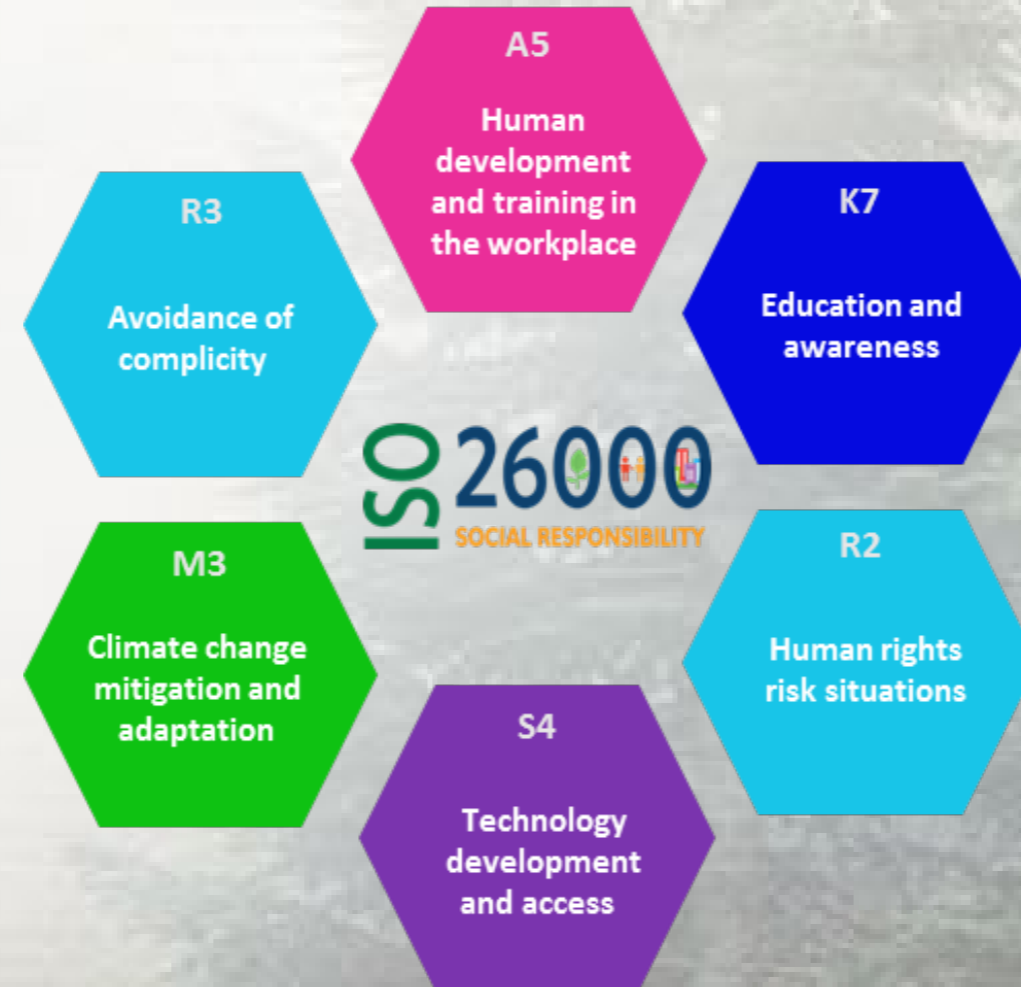 A5
Human
development
and training in
the workplace
R3
Avoidance of
complicity
K7
Education and
awareness
ISO 26000
SOCIAL RESPONSIBILITY
M3
Climate change
mitigation and
adaptation
R2
Human rights
risk situations
S4
Technology
development
and access